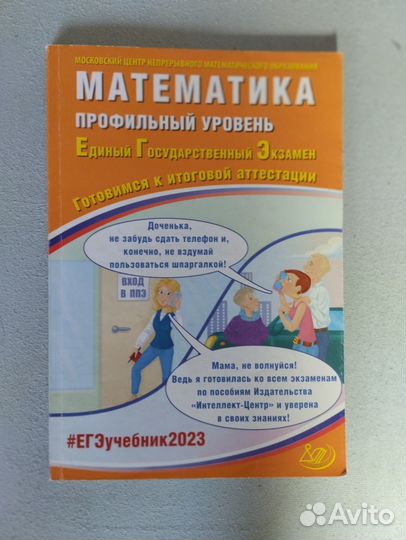 МОСКОВСКИЙ ЦЕНТР НЕПРЕРЫВНОГО МАТЕМАТИЧЕСКОГО ОБРАЗОВАНИЯ
МАТЕМАТИКА
ПРОФИЛЬНЫЙ УРОВЕНЬ
ЕДИНЫЙ ГОСУДАРСТВЕННЫЙ ЭКЗАМЕН
Готовимся к итоговой аттестации
Доченька,
не забудь сдать телефон и,
конечно, не вздумай
пользоваться шпаргалкой!
ВХОД
В ППЭ
Мама, не волнуйся!
Ведь я готовилась ко всем экзаменам
по пособиям Издательства
«Интеллект-Центр» и уверена
в своих знаниях!
#ЕГЭучебник2023
Avito